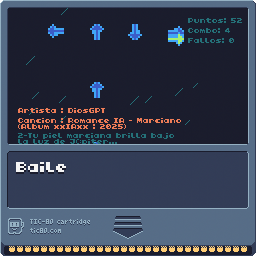 Puntos: 52
Combo: 4
Fallos: 0
Artista : DiosGPT
Cancion : Romance IA - Marciano
(Album xxIAxx : 2025)
2-Tu piel marciana brilla bajo
la luz de Júpiter...
Baile
TIC-80 cartridge
tic80.com